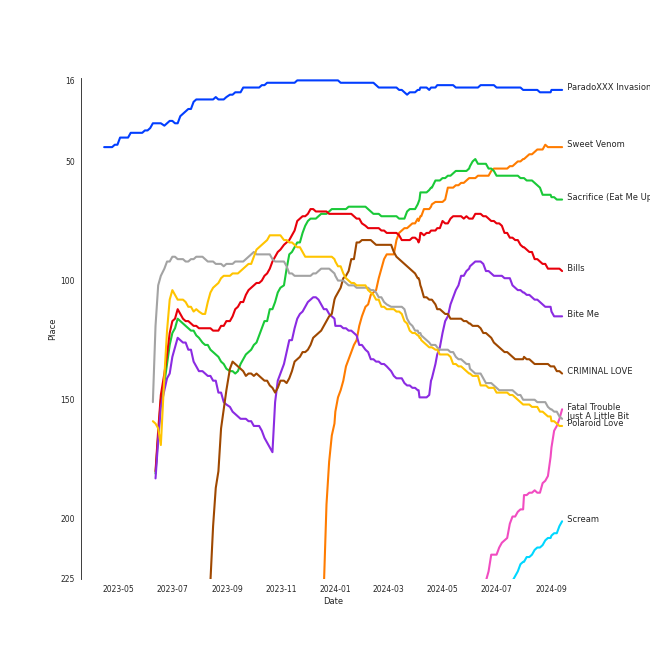 16
50
100
150
200
225
Place
2023-05
2023-07
2023-09
2023-11
2024-01
2024-03
2024-05
2024-07
2024-09
Date
ParadoXXX Invasion
Sweet Venom
Sacrifice (Eat Me Up
Bills
Bite Me
CRIMINAL LOVE
Fatal Trouble
Just A Little Bit
Polaroid Love
Scream